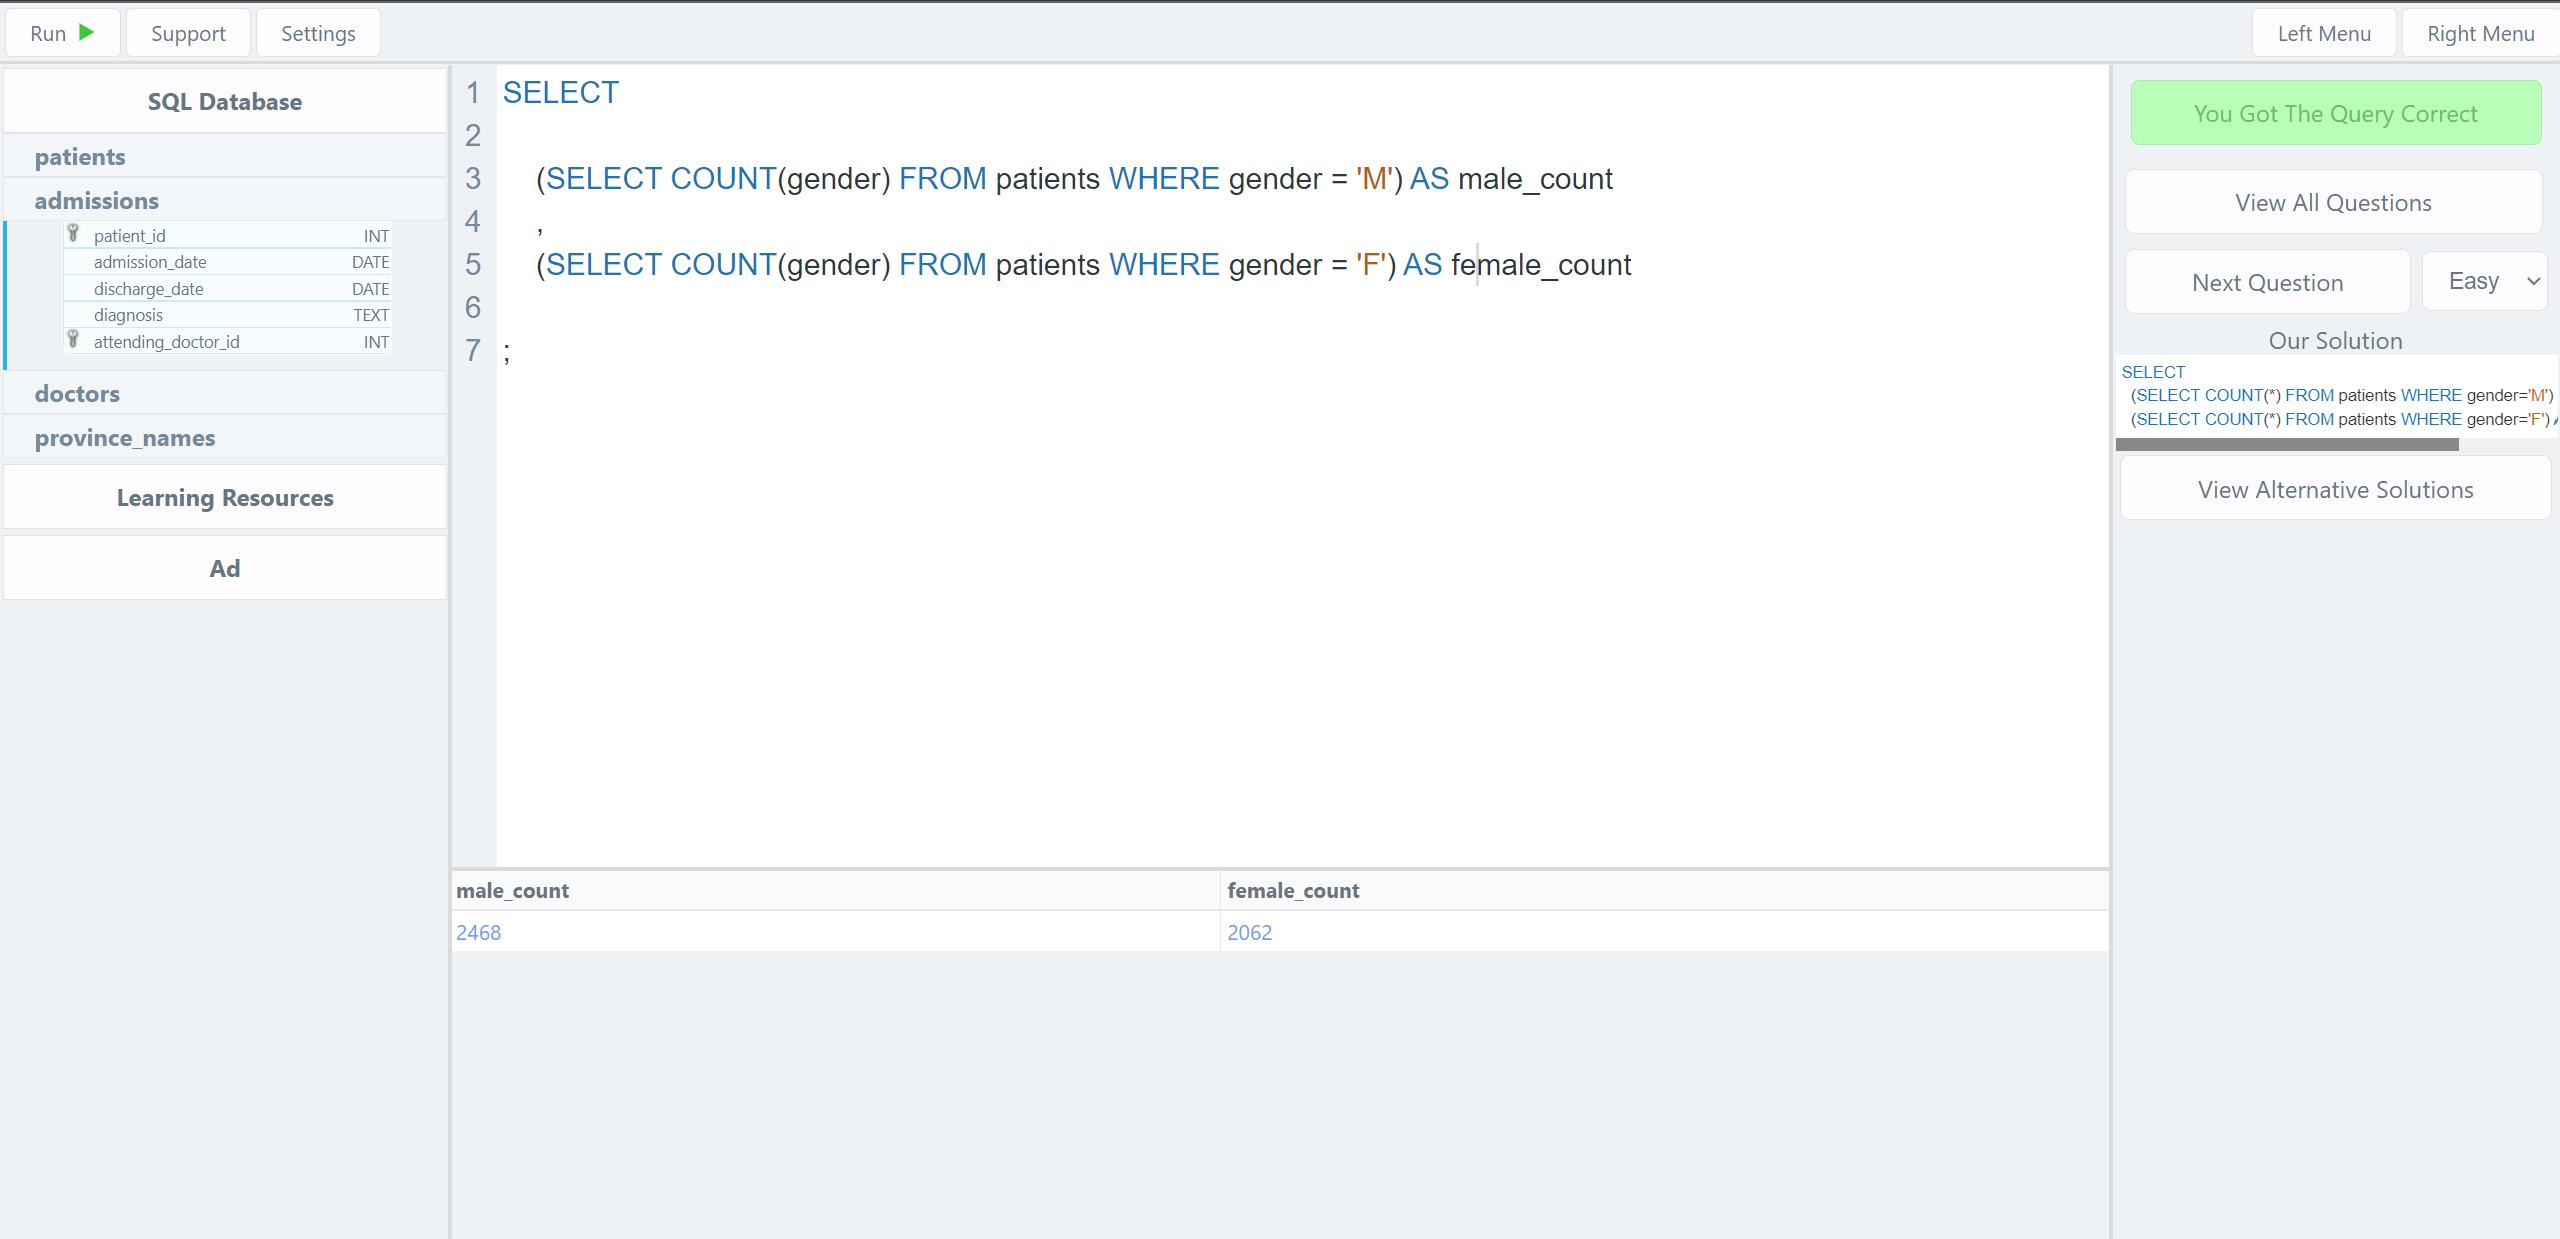 Run Support Settings Left Menu Right Menu
SQL Database
patients
admissions
patient_id INT
admission_date DATE
discharge_date DATE
diagnosis TEXT
attending_doctor_id INT
doctors
province_names
Learning Resources
Ad
1 SELECT
2
3 (SELECT COUNT(gender) FROM patients WHERE gender = 'M') AS male_count
4 ,
5 (SELECT COUNT(gender) FROM patients WHERE gender = 'F') AS female_count
6
7 ;
male_count female_count
2468 2062
You Got The Query Correct
View All Questions
Next Question Easy
Our Solution
SELECT
(SELECT COUNT(*) FROM patients WHERE gender='M')
(SELECT COUNT(*) FROM patients WHERE gender='F')
View Alternative Solutions